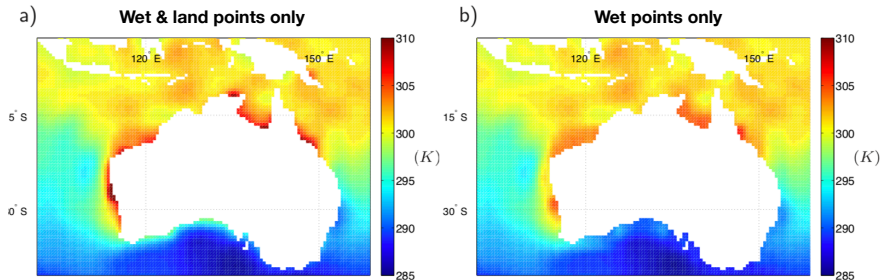 a) Wet & land points only
120° E 150° E
5° S
0° S
310
305
300
295
290
285
(K)
b) Wet points only
120° E 150° E
15° S
30° S
310
305
300
295
290
285
(K)